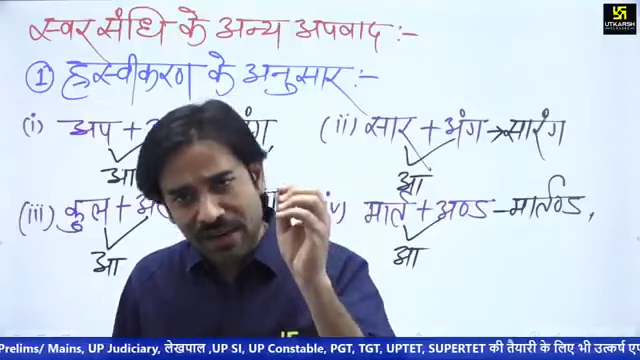 स्वर संधि के अन्य अपवाद :-
UTKARSH
① ह्रस्वीकरण के अनुसार :-
(i) अप +
आ
(ii) सार + अंग → सारंग
आ
(iii) कुल +
आ
मार्त + अण्ड - मार्तण्ड,
आ
Prelims/ Mains, UP Judiciary, लेखपाल ,UP SI, UP Constable, PGT, TGT, UPTET, SUPERTET की तैयारी के लिए भी उत्कर्ष